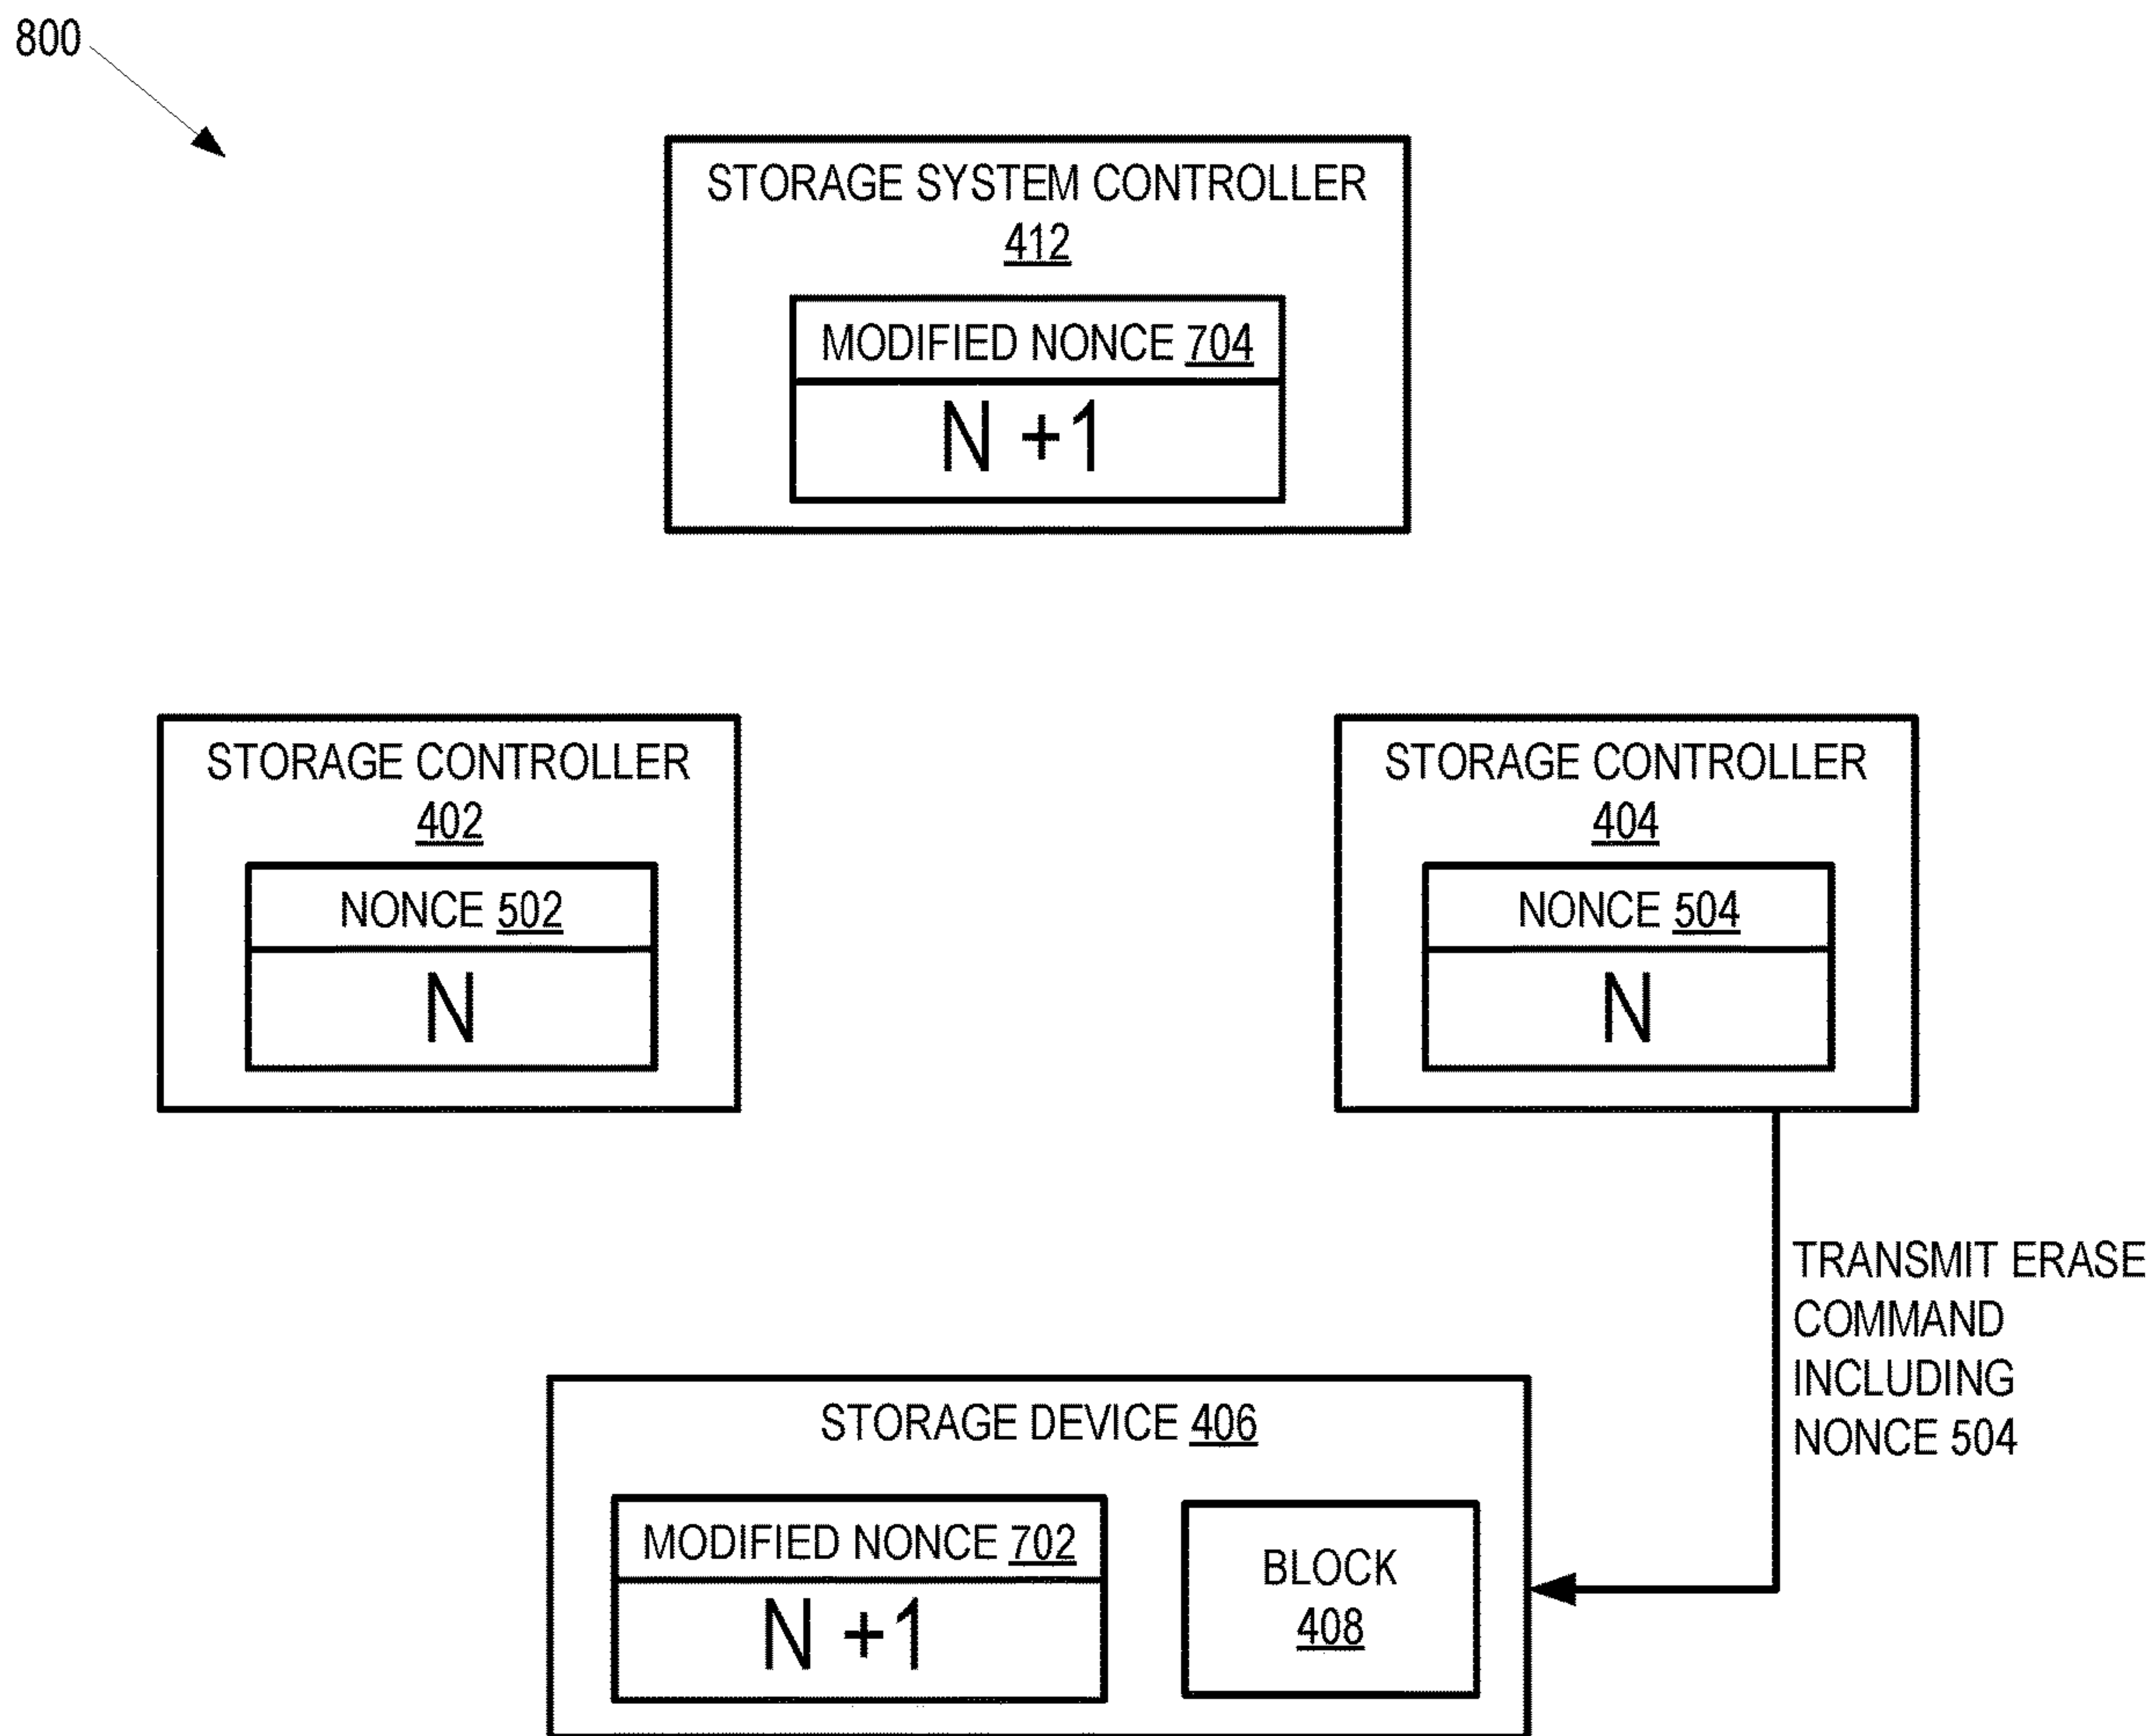 800
STORAGE SYSTEM CONTROLLER
412
MODIFIED NONCE 704
N +1
STORAGE CONTROLLER
402
NONCE 502
N
STORAGE CONTROLLER
404
NONCE 504
N
TRANSMIT ERASE
COMMAND
INCLUDING
NONCE 504
STORAGE DEVICE 406
MODIFIED NONCE 702
N +1
BLOCK
408